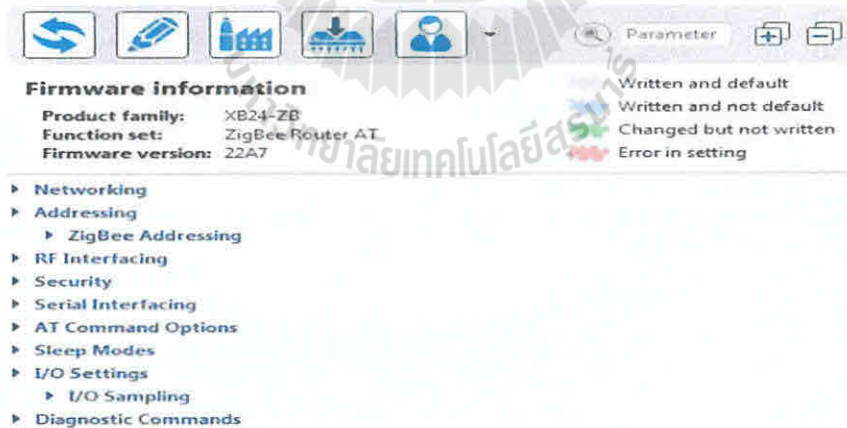 Parameter
Firmware information
Product family: XB24-ZB
Function set: ZigBee Router AT
Firmware version: 22A7
Written and default
Written and not default
Changed but not written
Error in setting
Networking
Addressing
ZigBee Addressing
RF Interfacing
Security
Serial Interfacing
AT Command Options
Sleep Modes
I/O Settings
I/O Sampling
Diagnostic Commands